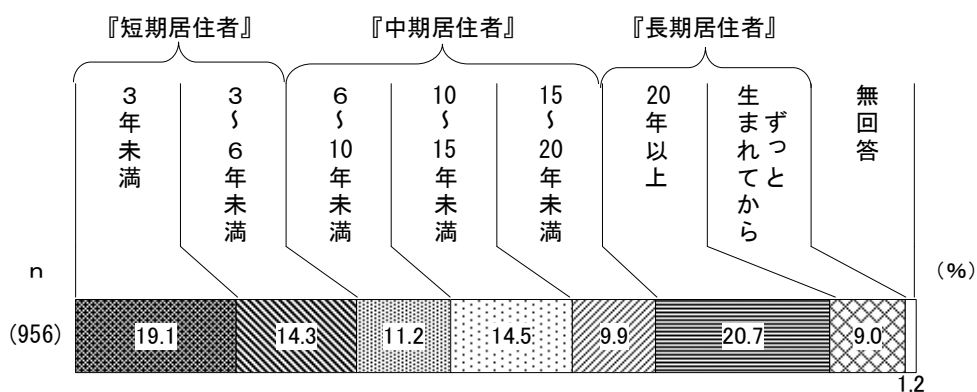 『短期居住者』 『中期居住者』 『長期居住者』
3年未満
3～6年未満
6～10年未満
10～15年未満
15～20年未満
20年以上
生まれてから
ずっと
無回答
n (%)
(956) 19.1 14.3 11.2 14.5 9.9 20.7 9.0
1.2